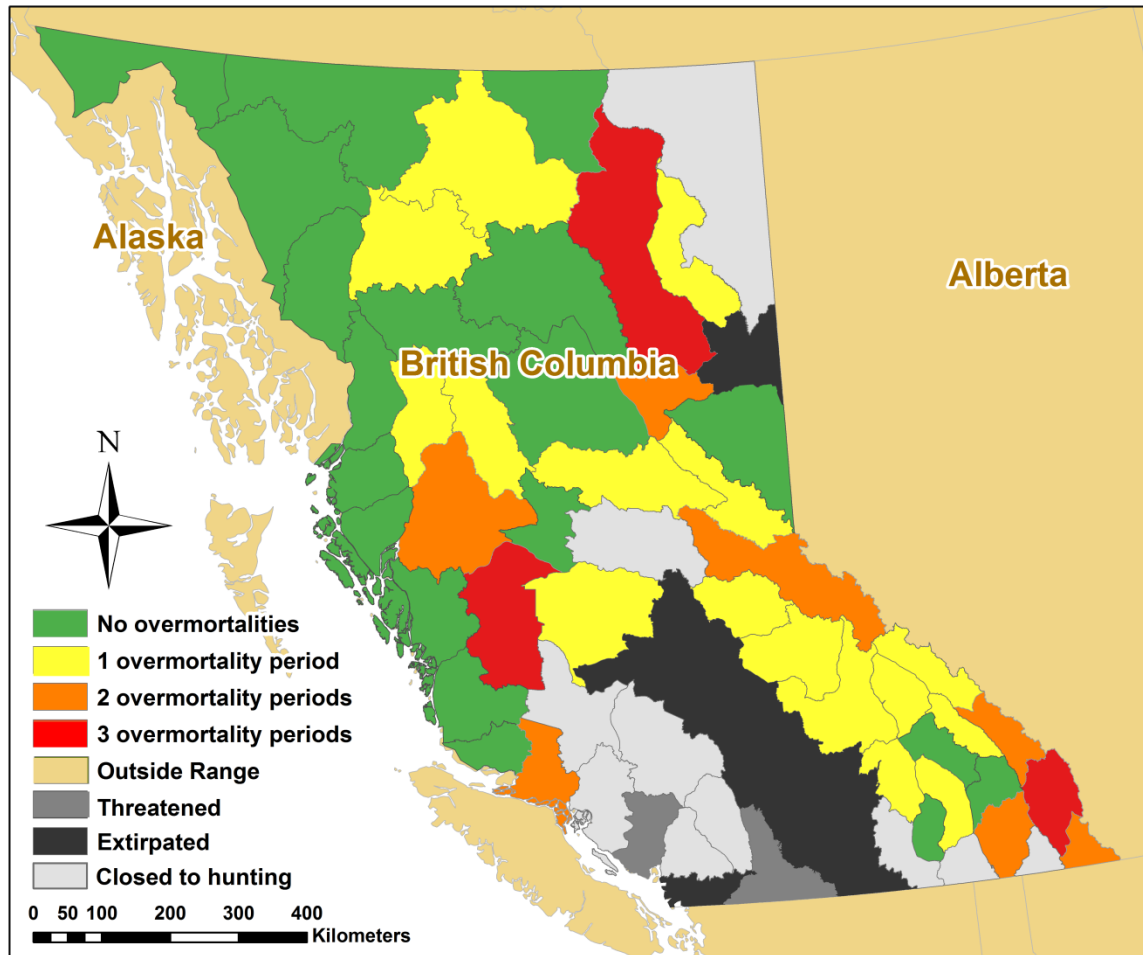 Alaska
Alberta
British Columbia
N
No overmortalities
1 overmortality period
2 overmortality periods
3 overmortality periods
Outside Range
Threatened
Extirpated
Closed to hunting
0 50 100 200 300 400
Kilometers